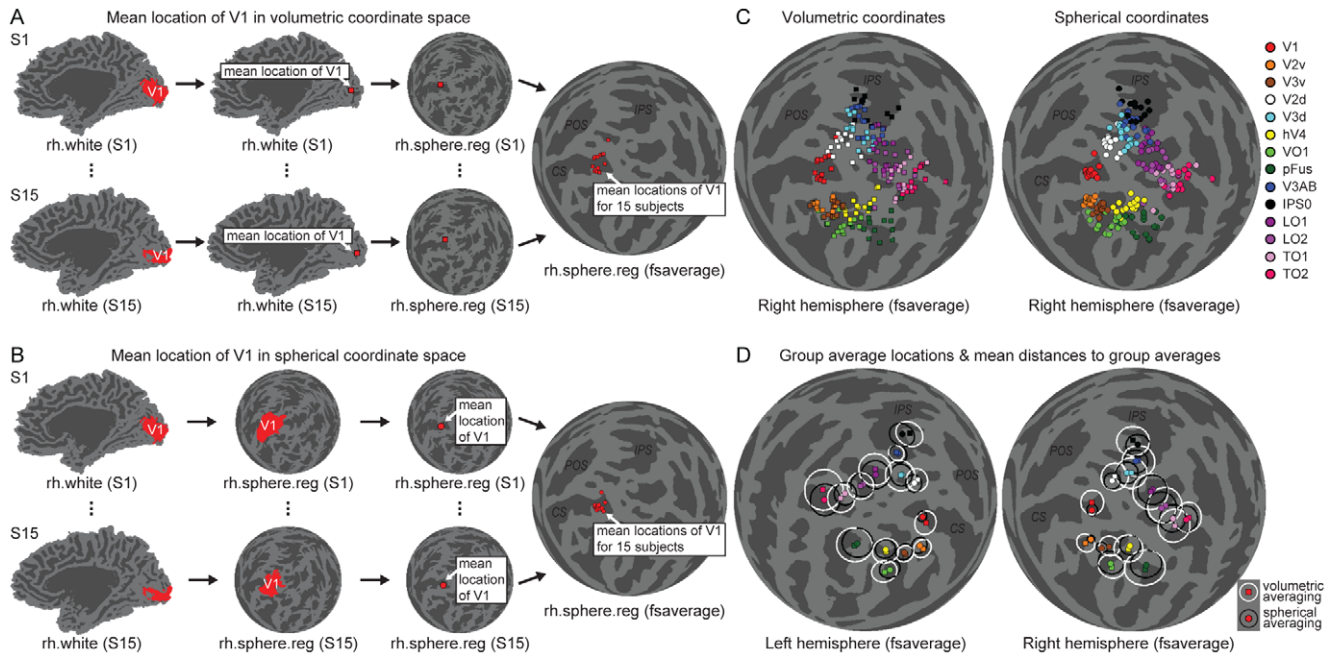 A
Mean location of V1 in volumetric coordinate space
S1
V1
mean location of V1
rh.white (S1)
rh.white (S1)
rh.sphere.reg (S1)
S15
V1
mean location of V1
rh.white (S15)
rh.white (S15)
rh.sphere.reg (S15)
POS
IPS
CS
mean locations of V1
for 15 subjects
rh.sphere.reg (fsaverage)
B
Mean location of V1 in spherical coordinate space
S1
V1
V1
mean
location
of V1
rh.white (S1)
rh.sphere.reg (S1)
rh.sphere.reg (S1)
S15
V1
mean
location
of V1
rh.white (S15)
rh.sphere.reg (S15)
rh.sphere.reg (S15)
POS
IPS
CS
mean locations of V1
for 15 subjects
rh.sphere.reg (fsaverage)
C
Volumetric coordinates
Spherical coordinates
IPS
POS
CS
IPS
POS
CS
Right hemisphere (fsaverage)
Right hemisphere (fsaverage)
V1
V2v
V3v
V2d
V3d
hV4
VO1
pFus
V3AB
IPS0
LO1
LO2
TO1
TO2
D
Group average locations & mean distances to group averages
IPS
POS
CS
IPS
POS
CS
Left hemisphere (fsaverage)
Right hemisphere (fsaverage)
volumetric
averaging
spherical
averaging